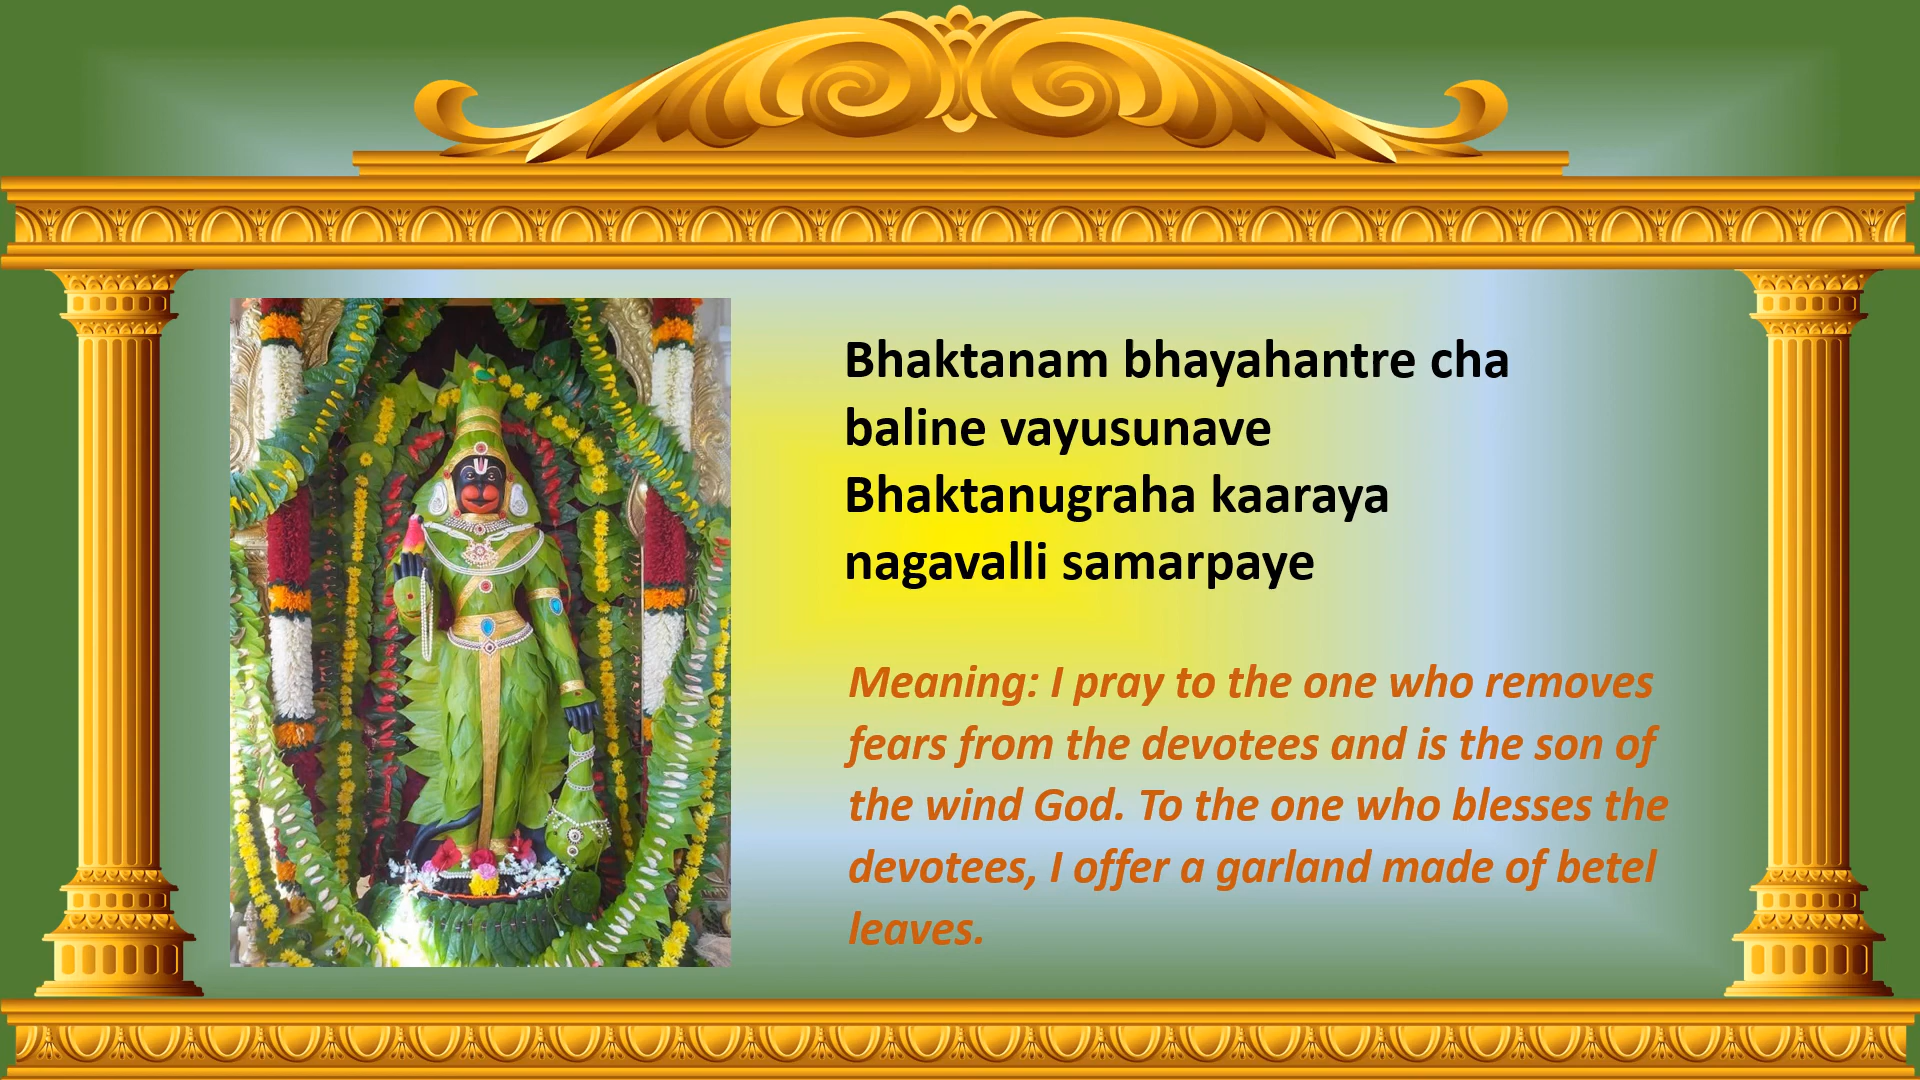 Bhaktanam bhayahantre cha
baline vayusunave
Bhaktanugraha kaaraya
nagavalli samarpaye
Meaning: I pray to the one who removes
fears from the devotees and is the son of
the wind God. To the one who blesses the
devotees, I offer a garland made of betel
leaves.